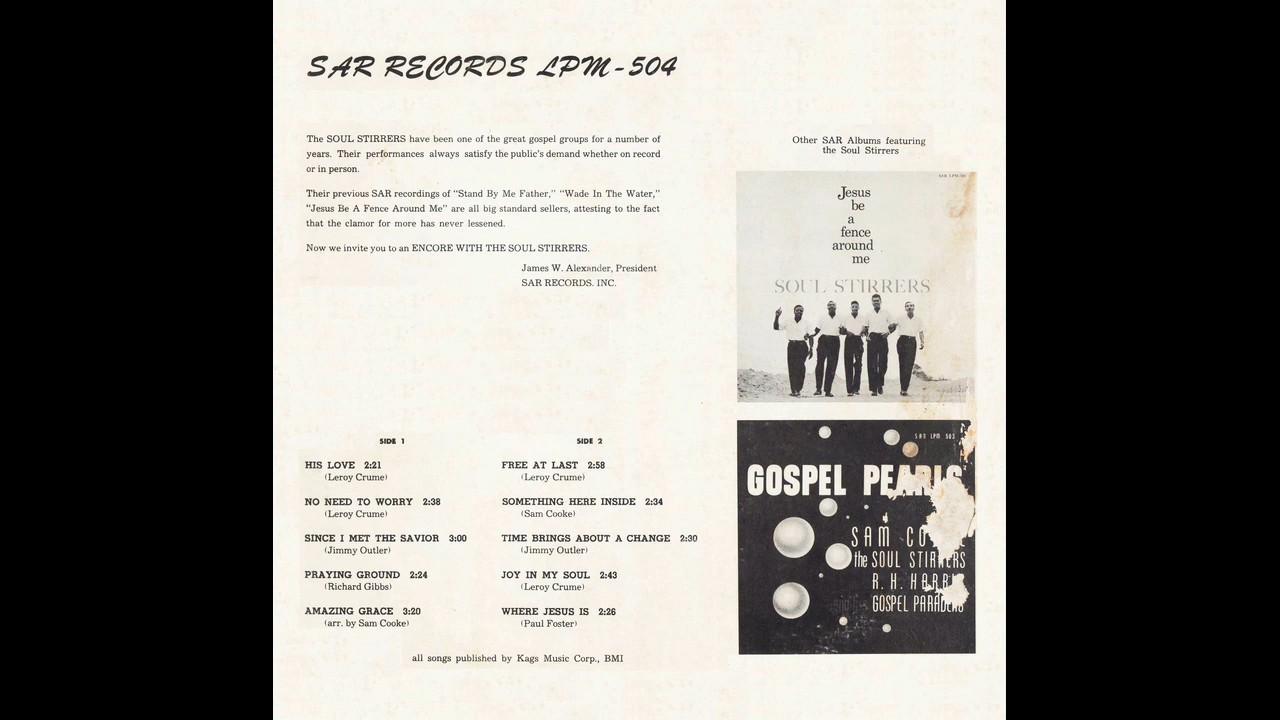 SAR RECORDS LPM-504
The SOUL STIRRERS have been one of the great gospel groups for a number of
years. Their performances always satisfy the public's demand whether on record
or in person.
Their previous SAR recordings of "Stand By Me Father," "Wade In The Water,"
"Jesus Be A Fence Around Me" are all big standard sellers, attesting to the fact
that the clamor for more has never lessened.
Now we invite you to an ENCORE WITH THE SOUL STIRRERS.
James W. Alexander, President
SAR RECORDS. INC.
SIDE 1
HIS LOVE 2:21
(Leroy Crume)
NO NEED TO WORRY 2:38
(Leroy Crume)
SINCE I MET THE SAVIOR 3:00
(Jimmy Outler)
PRAYING GROUND 2:24
(Richard Gibbs)
AMAZING GRACE 3:20
(arr. by Sam Cooke)
SIDE 2
FREE AT LAST 2:58
(Leroy Crume)
SOMETHING HERE INSIDE 2:34
(Sam Cooke)
TIME BRINGS ABOUT A CHANGE 2:30
(Jimmy Outler)
JOY IN MY SOUL 2:43
(Leroy Crume)
WHERE JESUS IS 2:26
(Paul Foster)
all songs published by Kags Music Corp., BMI
Other SAR Albums featuring
the Soul Stirrers
Jesus
be
a
fence
around
me
SOUL STIRRERS
SAR LPM 503
GOSPEL PEARLS
SAM
the SOUL STIRRERS
R. H. HARRIS
GOSPEL PARADERS